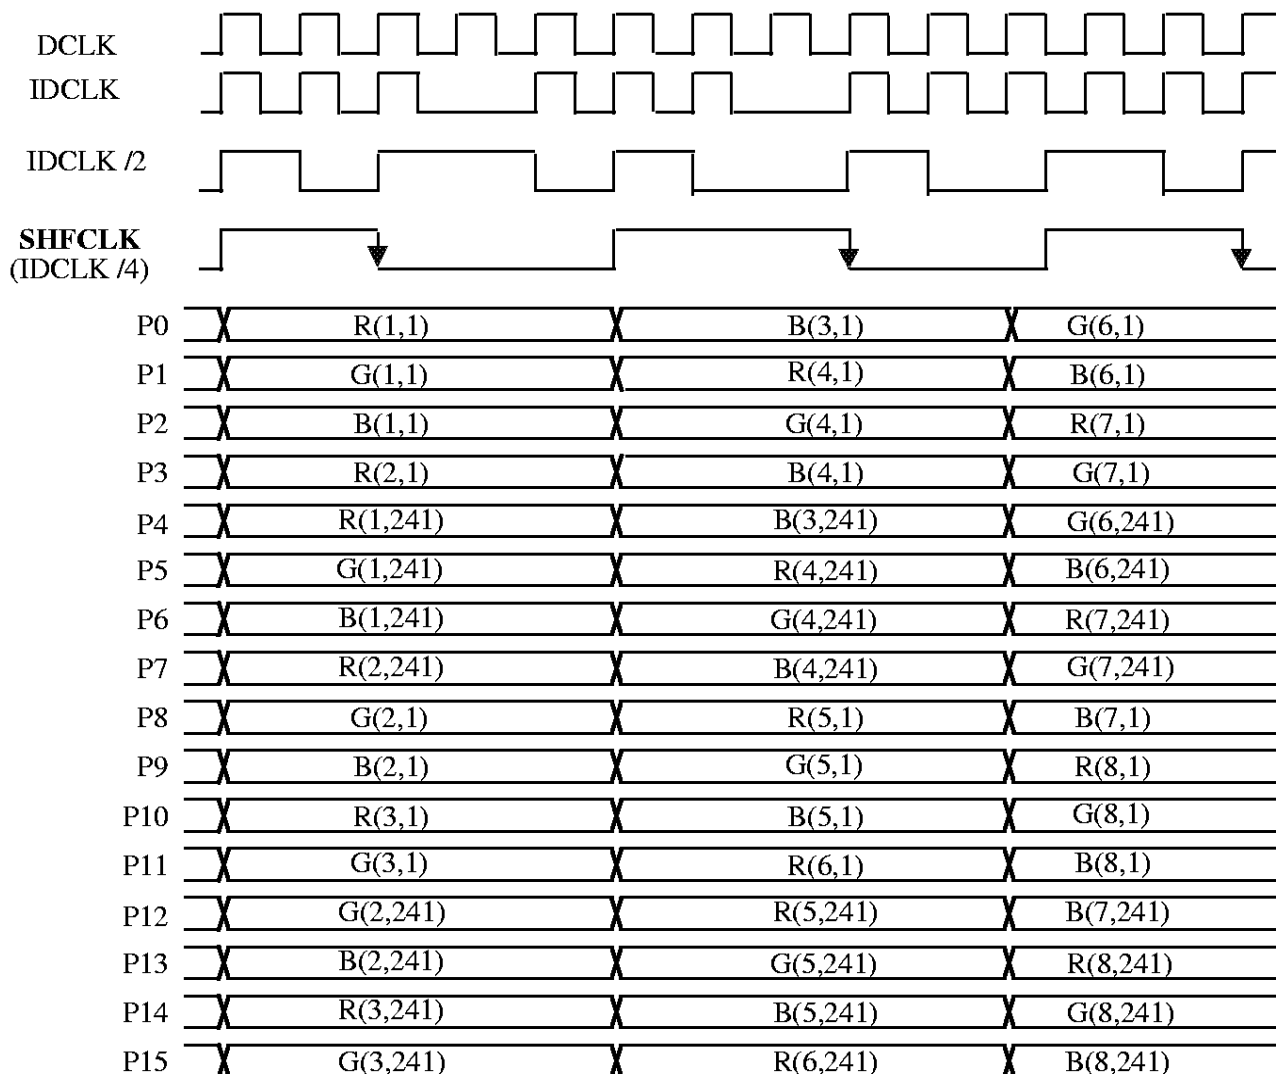 DCLK
IDCLK
IDCLK /2
SHFCLK
(IDCLK /4)
P0 R(1,1) B(3,1) G(6,1)
P1 G(1,1) R(4,1) B(6,1)
P2 B(1,1) G(4,1) R(7,1)
P3 R(2,1) B(4,1) G(7,1)
P4 R(1,241) B(3,241) G(6,241)
P5 G(1,241) R(4,241) B(6,241)
P6 B(1,241) G(4,241) R(7,241)
P7 R(2,241) B(4,241) G(7,241)
P8 G(2,1) R(5,1) B(7,1)
P9 B(2,1) G(5,1) R(8,1)
P10 R(3,1) B(5,1) G(8,1)
P11 G(3,1) R(6,1) B(8,1)
P12 G(2,241) R(5,241) B(7,241)
P13 B(2,241) G(5,241) R(8,241)
P14 R(3,241) B(5,241) G(8,241)
P15 G(3,241) R(6,241) B(8,241)